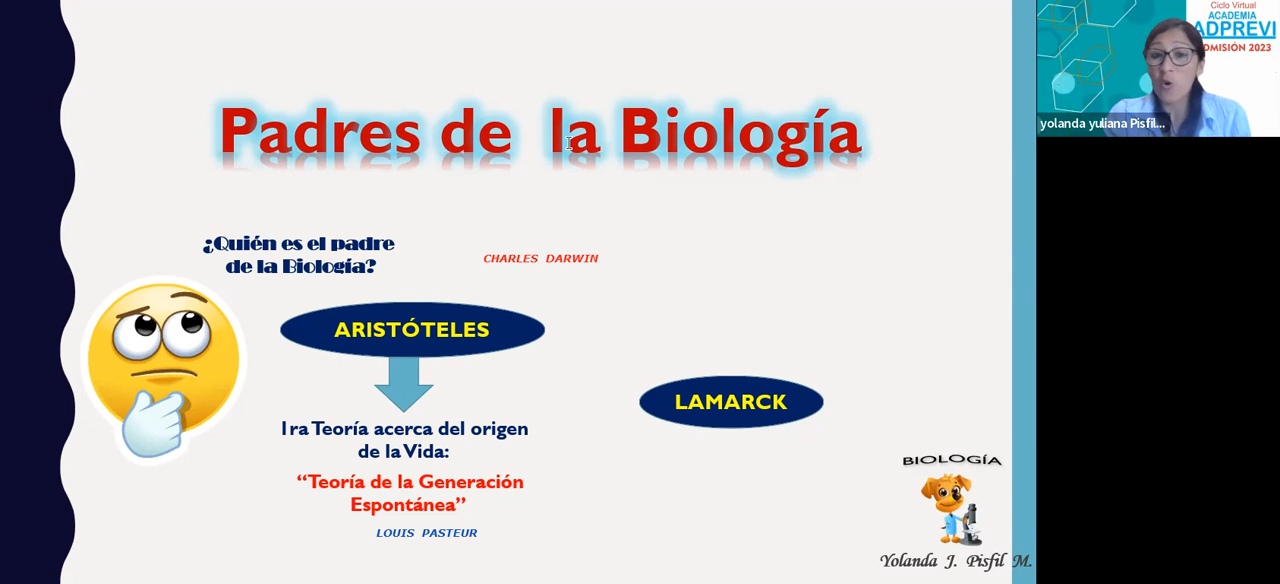 Padres de la Biología
¿Quién es el padre
de la Biología?
CHARLES DARWIN
ARISTÓTELES
1ra Teoría acerca del origen
de la Vida:
“Teoría de la Generación
Espontánea”
LOUIS PASTEUR
LAMARCK
BIOLOGÍA
Yolanda J. Pisfil M.
Ciclo Virtual
ACADEMIA
ADPREVI
OMISIÓN 2023
yolanda yuliana Pisfil...